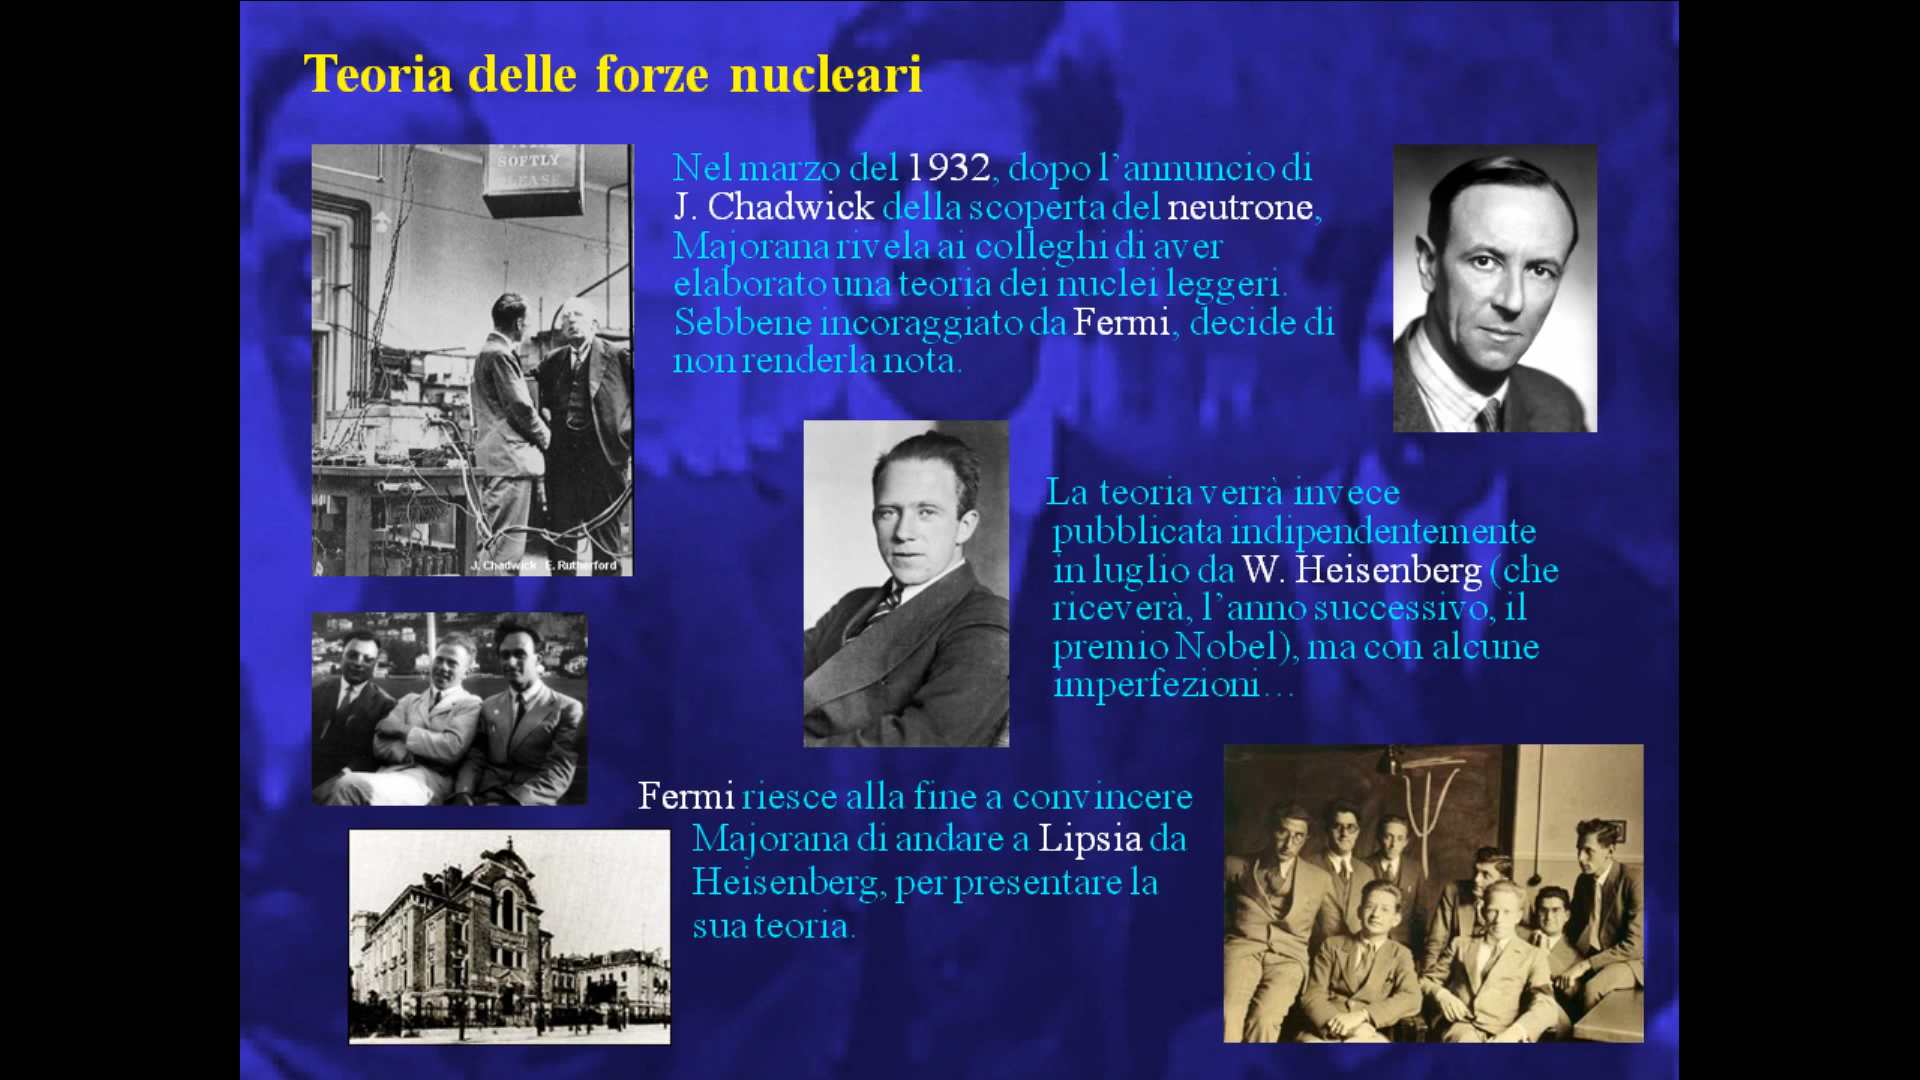 Teoria delle forze nucleari
SOFTLY
PLEASE
J. Chadwick E. Rutherford
Nel marzo del 1932, dopo l’annuncio di
J. Chadwick della scoperta del neutrone,
Majorana rivela ai colleghi di aver
elaborato una teoria dei nuclei leggeri.
Sebbene incoraggiato da Fermi, decide di
non renderla nota.
La teoria verrà invece
pubblicata indipendentemente
in luglio da W. Heisenberg (che
riceverà, l’anno successivo, il
premio Nobel), ma con alcune
imperfezioni…
Fermi riesce alla fine a convincere
Majorana di andare a Lipsia da
Heisenberg, per presentare la
sua teoria.
Ψ